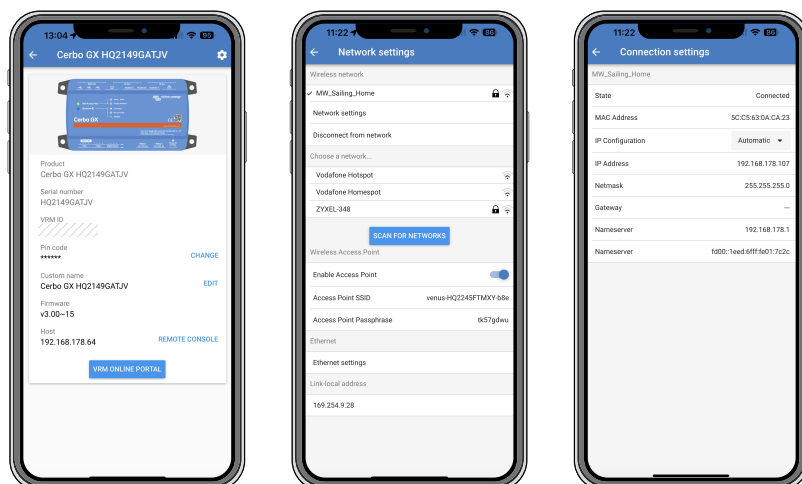 13:04
95
Cerbo GX HQ2149GATJV
Cerbo GX
Product
Cerbo GX HQ2149GATJV
Serial number
HQ2149GATJV
VRM ID
Pin code
******
CHANGE
Custom name
Cerbo GX HQ2149GATJV
EDIT
Firmware
v3.00~15
Host
192.168.178.64
REMOTE CONSOLE
VRM ONLINE PORTAL
11:22
86
Network settings
Wireless network
MW_Sailing_Home
Network settings
Disconnect from network
Choose a network...
Vodafone Hotspot
Vodafone Homespot
ZYXEL-348
SCAN FOR NETWORKS
Wireless Access Point
Enable Access Point
Access Point SSID venus-HQ2245FTMXY-b8e
Access Point Passphrase tk57gdwu
Ethernet
Ethernet settings
Link-local address
169.254.9.28
11:22
86
Connection settings
MW_Sailing_Home
State Connected
MAC Address 5C:C5:63:0A:CA:23
IP Configuration Automatic
IP Address 192.168.178.107
Netmask 255.255.255.0
Gateway ---
Nameserver 192.168.178.1
Nameserver fd00::1eed:6fff:fe01:7c2c